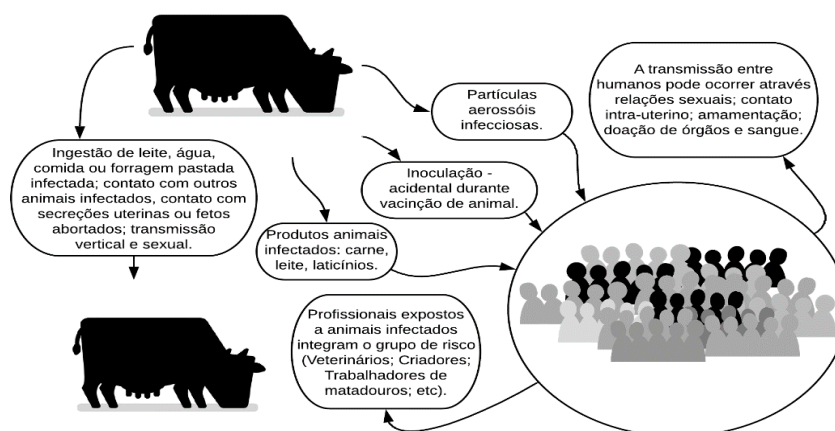 A transmissão entre
humanos pode ocorrer através
relações sexuais; contato
intra-uterino; amamentação;
doação de órgãos e sangue.
Partículas
aerossóis
infecciosas.
Ingestão de leite, água,
comida ou forragem pastada
infectada; contato com outros
animais infectados, contato com
secreções uterinas ou fetos
abortados; transmissão
vertical e sexual.
Inoculação -
acidental durante
vacinção de animal.
Produtos animais
infectados: carne,
leite, laticínios.
Profissionais expostos
a animais infectados
integram o grupo de risco
(Veterinários; Criadores;
Trabalhadores de
matadouros; etc).